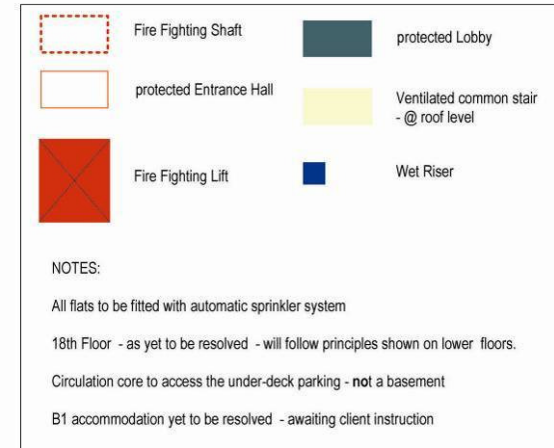 Fire Fighting Shaft
protected Lobby
protected Entrance Hall
Ventilated common stair
- @ roof level
Fire Fighting Lift
Wet Riser
NOTES:
All flats to be fitted with automatic sprinkler system
18th Floor - as yet to be resolved - will follow principles shown on lower floors.
Circulation core to access the under-deck parking - not a basement
B1 accommodation yet to be resolved - awaiting client instruction